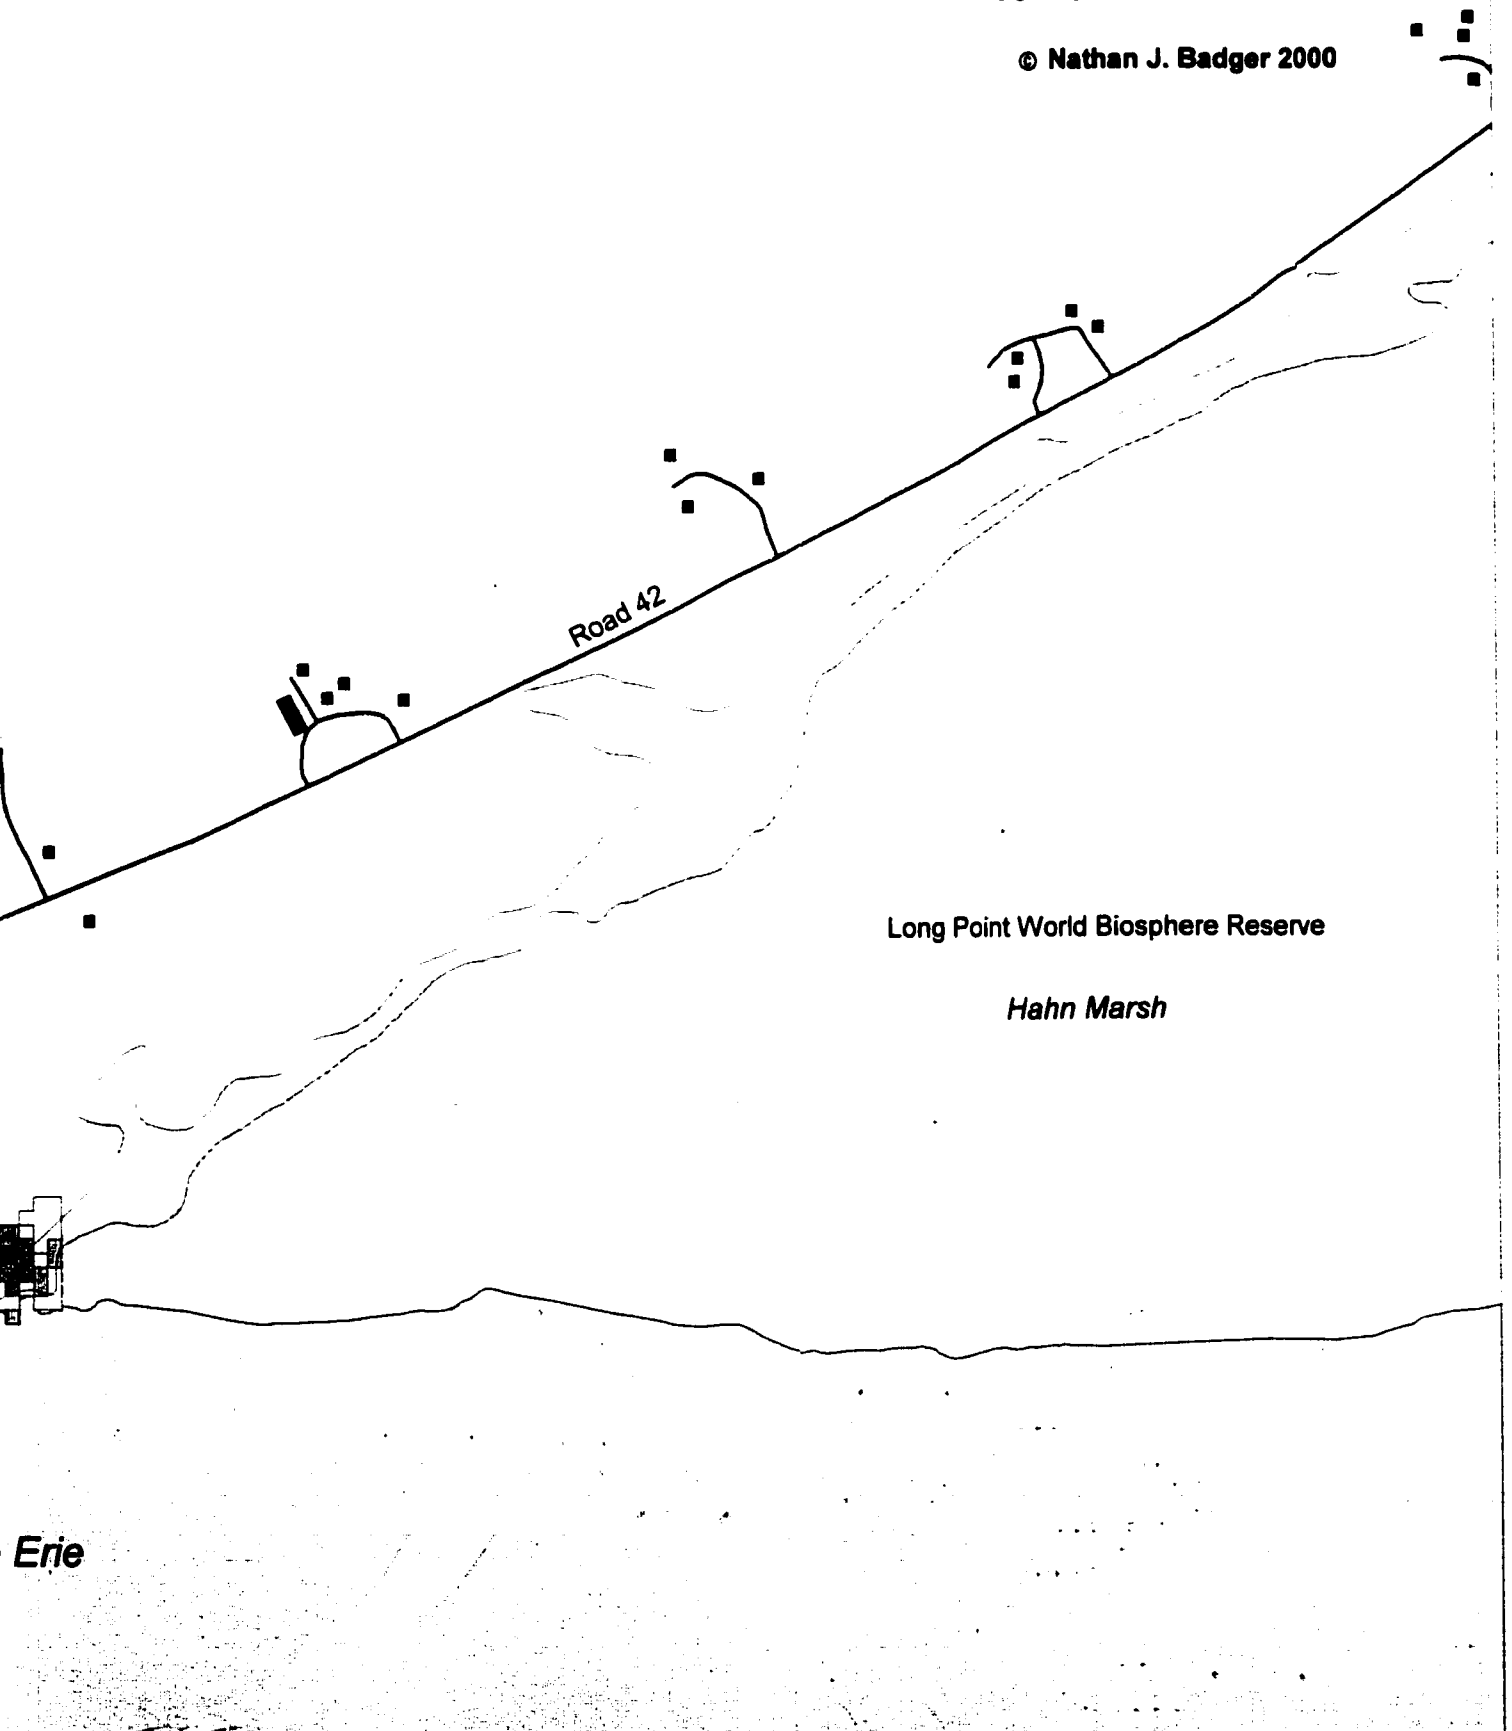 © Nathan J. Badger 2000
Road 42
Long Point World Biosphere Reserve
Hahn Marsh
Erie